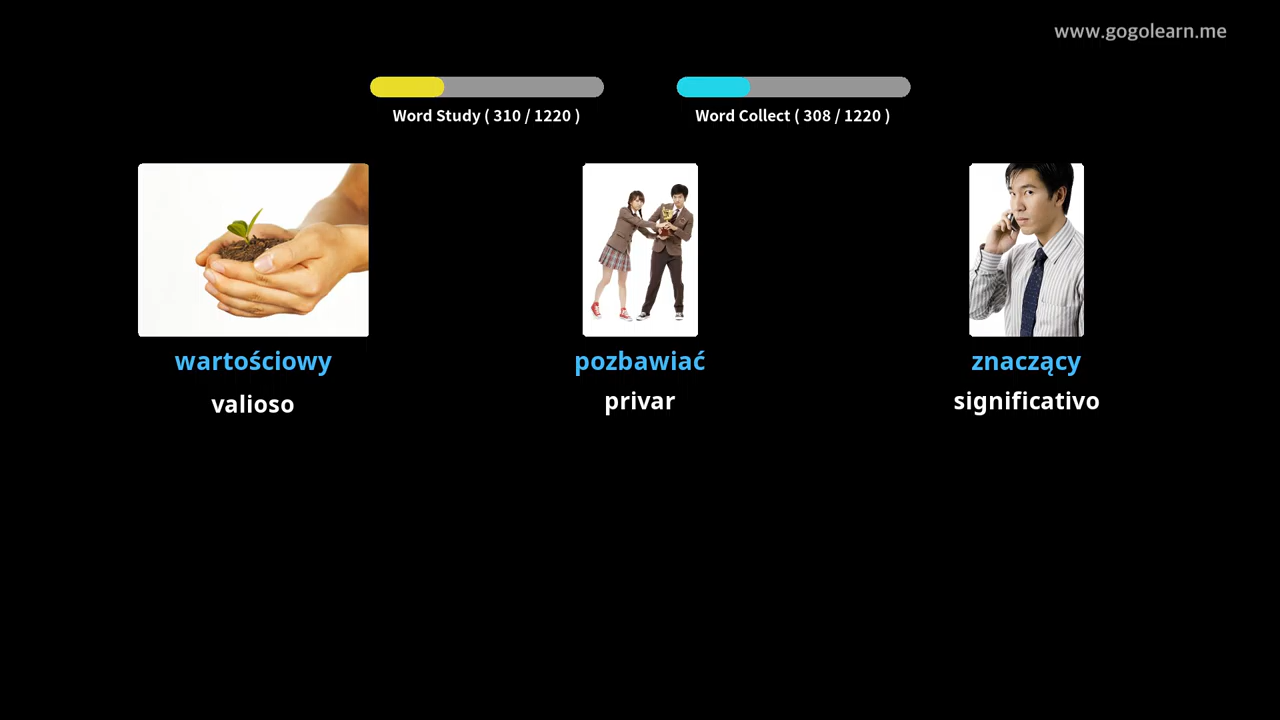 www.gogolearn.me
Word Study ( 310 / 1220 )
Word Collect ( 308 / 1220 )
wartościowy
pozbawiać
znaczący
valioso
privar
significativo